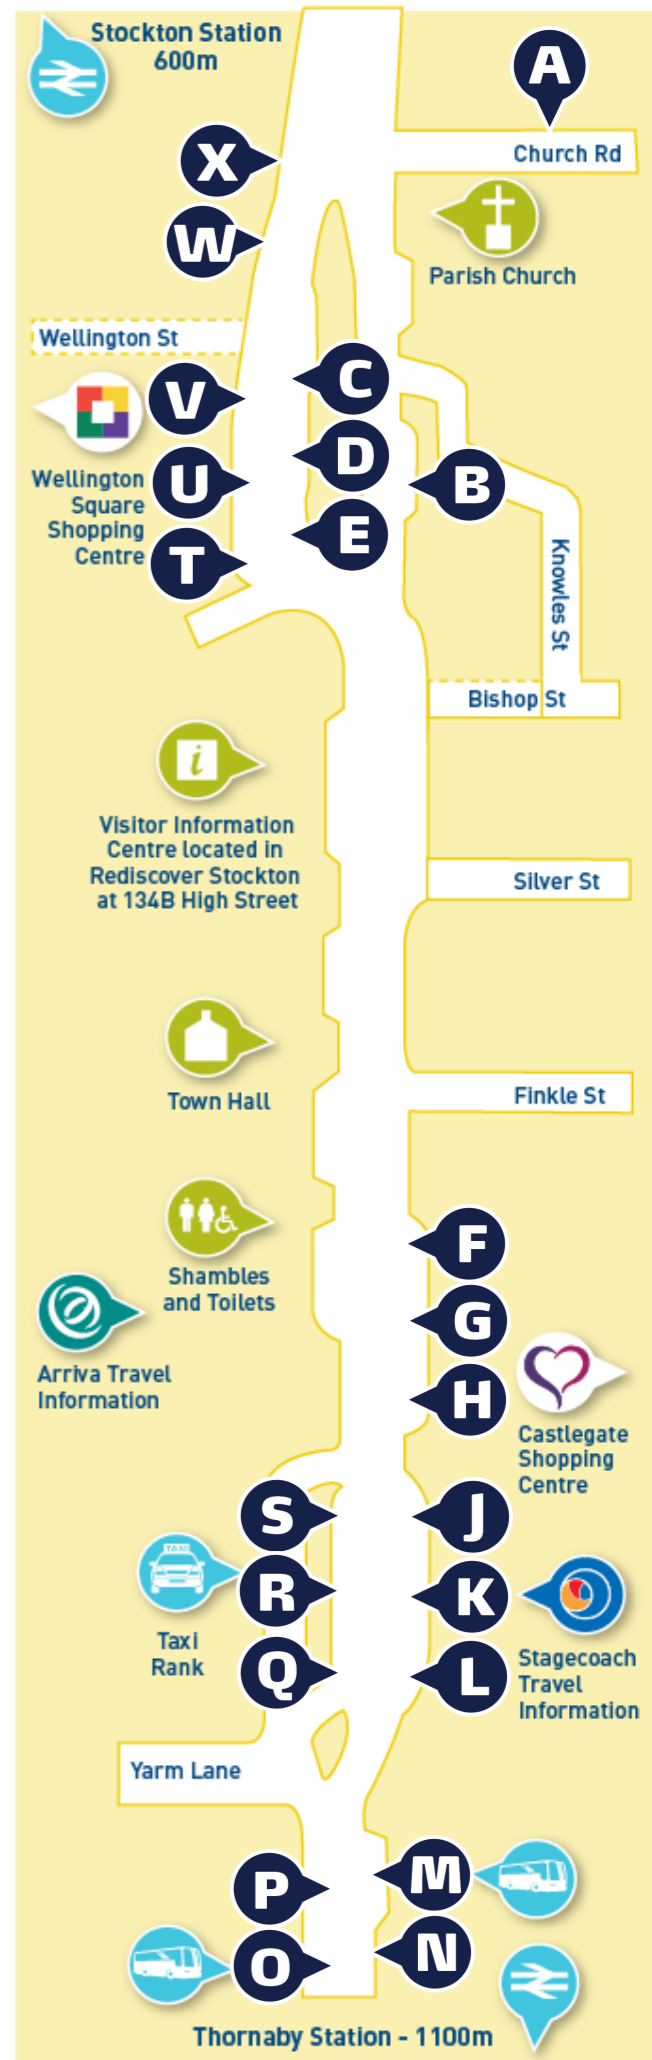 Stockton Station
600m
A
X
Church Rd
W
Parish Church
Wellington St
C
V
D
Wellington
Square
Shopping
Centre
U
B
E
T
Knowles St
Bishop St
i
Visitor Information
Centre located in
Rediscover Stockton
at 134B High Street
Silver St
Town Hall
Finkle St
F
Shambles
and Toilets
G
Arriva Travel
Information
H
Castlegate
Shopping
Centre
S
J
TAXI
R
K
Taxi
Rank
Q
L
Stagecoach
Travel
Information
Yarm Lane
P
M
O
N
Thornaby Station - 1100m